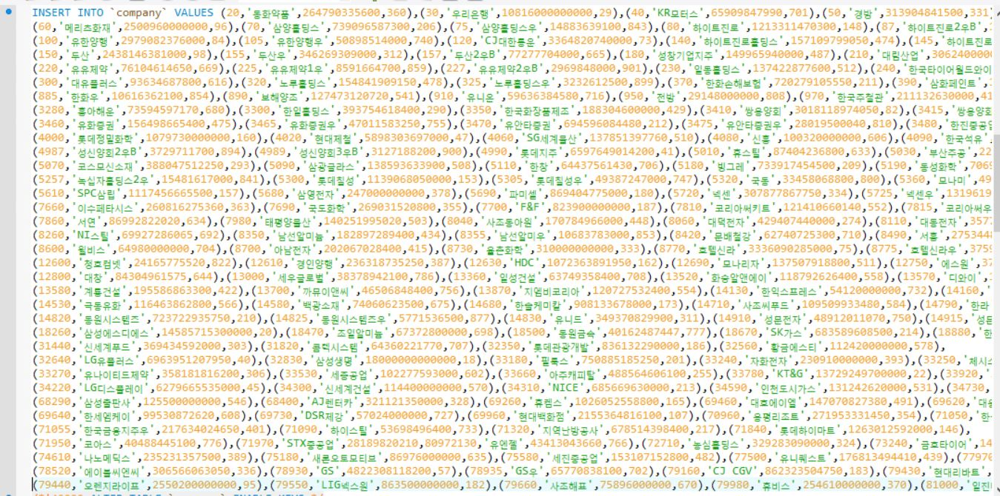 INSERT INTO `company` VALUES (20,'동화약품',264790335600,360),(30,'우리은행',10816000000000,29),(40,'KR모터스',65909847990,701),(50,'경방',313904841500,331)
(60,'메리츠화재',2500960000000,96),(70,'삼양홀딩스',739096587300,206),(75,'삼양홀딩스우',14883639100,843),(80,'하이트진로',1213311470300,148),(87,'하이트진로2우B',
(100,'유한양행',2979082376000,84),(105,'유한양행우',50898514000,740),(120,'CJ대한통운',3364820740000,73),(140,'하이트진로홀딩스',157109799050,474),(145,'하이트진로
(150,'두산',2438146381000,98),(155,'두산우',346269309000,312),(157,'두산2우B',77277704000,665),(180,'성창기업지주',149965940000,487),(210,'대림산업',3062400000
(220,'유유제약',76104614650,669),(225,'유유제약1우',8591664700,859),(227,'유유제약2우B',2969848000,901),(230,'일동홀딩스',137422877600,512),(240,'한국타이어월드와이
(300,'대유플러스',93634687800,616),(320,'노루홀딩스',154841909150,478),(325,'노루홀딩스우',3232612500,899),(370,'한화손해보험',720279105550,211),(390,'삼화페인트',
(885,'한화우',10616362100,854),(890,'보해양조',127473120720,541),(910,'유니온',59636384580,716),(950,'전방',29148000000,808),(970,'한국주철관',211132630000,41
(3280,'흥아해운',73594597170,680),(3300,'한일홀딩스',393754618400,290),(3350,'한국화장품제조',188304600000,429),(3410,'쌍용양회',3018118974050,82),(3415,'쌍용양회
(3460,'유화증권',156498665400,475),(3465,'유화증권우',47011583250,755),(3470,'유안타증권',694596084480,212),(3475,'유안타증권우',28019500040,810),(3480,'한진중공업
(4000,'롯데정밀화학',1079730000000,160),(4020,'현대제철',5898303697000,47),(4060,'SG세계물산',137851397760,510),(4080,'신흥',100320000000,606),(4090,'한국석유',
(4987,'성신양회2우B',3729711700,894),(4989,'성신양회3우B',3127188200,900),(4990,'롯데지주',6597649014200,41),(5010,'휴스틸',87404236800,633),(5030,'부산주공',22
(5070,'코스모신소재',388047512250,293),(5090,'삼광글라스',138593633900,508),(5110,'한창',64437561430,706),(5180,'빙그레',733917454500,209),(5190,'동성화학',7069
(5257,'녹십자홀딩스2우',15481617000,841),(5300,'롯데칠성',1139068050000,153),(5305,'롯데칠성우',49387247000,747),(5320,'국동',33458068800,800),(5360,'모나미',49
(5610,'SPC삼립',1117456665500,157),(5680,'삼영전자',247000000000,378),(5690,'파미셀',869404775000,180),(5720,'넥센',307877867750,334),(5725,'넥센우',1319619
(7660,'이수페타시스',260816275360,363),(7690,'국도화학',269031320800,355),(7700,'F&F',823900000000,187),(7810,'코리아써키트',121410660140,552),(7815,'코리아써우
(7860,'서연',86992822020,634),(7980,'태평양물산',140251995020,503),(8040,'사조동아원',170784966000,448),(8060,'대덕전자',429407440000,274),(8110,'대동전자',3577
(8260,'NI스틸',69927286065,692),(8350,'남선알미늄',182897289400,434),(8355,'남선알미우',10683783000,853),(8420,'문배철강',62740725300,710),(8490,'서흥',2753448
(8600,'윌비스',64980000000,704),(8700,'아남전자',202067028400,415),(8730,'율촌화학',310000000000,333),(8770,'호텔신라',3336090285000,75),(8775,'호텔신라우',3759
(12600,'청호컴넷',24165775520,822),(12610,'경인양행',236318735250,387),(12630,'HDC',1072363891950,162),(12690,'모나리자',137507918800,511),(12750,'에스원',37
(12800,'대창',84304961575,644),(13000,'세우글로벌',38378942100,786),(13360,'일성건설',63749358400,708),(13520,'화승알앤에이',118792626400,558),(13570,'디와이',
(13580,'계룡건설',195586863300,422),(13700,'까뮤이앤씨',46506848400,756),(13870,'지엠비코리아',120727532400,554),(14130,'한익스프레스',54120000000,732),(14160,'
(14530,'극동유화',116463862800,566),(14580,'백광소재',74060623500,675),(14680,'한솔케미칼',908133678000,173),(14710,'사조씨푸드',109509933480,584),(14790,'한라
(14820,'동원시스템즈',723722935750,210),(14825,'동원시스템즈우',5771536500,877),(14830,'유니드',349370829900,311),(14910,'성문전자',48912011070,750),(14915,'성문
(18260,'삼성에스디에스',14585715300000,20),(18470,'조일알미늄',67372800000,698),(18500,'동원금속',40162487447,777),(18670,'SK가스',683589608500,214),(18880,'한
(31440,'신세계푸드',369434592000,303),(31820,'콤텍시스템',64360221770,707),(32350,'롯데관광개발',836132290000,186),(32560,'황금에스티',112420000000,578),
(32640,'LG유플러스',6963951207950,40),(32830,'삼성생명',18000000000000,18),(33180,'필룩스',750885185250,201),(33240,'자화전자',230910000000,393),(33250,'체시스
(33270,'유나이티드제약',358181816200,306),(33530,'세종공업',102277593000,602),(33660,'아주캐피탈',488564606100,255),(33780,'KT&G',13729249700000,22),(33920,
(34220,'LG디스플레이',6279665535000,45),(34300,'신세계건설',114400000000,570),(34310,'NICE',685669010000,213),(34590,'인천도시가스',131242620000,531),(34730,
(68290,'삼성출판사',125500000000,546),(68400,'AJ렌터카',321121350000,328),(69260,'휴켐스',1026052558800,165),(69460,'대호에이엘',147070827380,491),(69620,'대웅
(69640,'한세엠케이',99530872620,608),(69730,'DSR제강',57024000000,727),(69960,'현대백화점',2155364816100,107),(70960,'용평리조트',271953331450,354),(71050,'한
(71055,'한국금융지주우',217634024650,401),(71090,'하이스틸',53698496400,733),(71320,'지역난방공사',678514398400,217),(71840,'롯데하이마트',1263012592000,146),
(71950,'코아스',40488445100,776),(71970,'STX중공업',28189820210,80972130,'유엔젤',43413043660,766),(72710,'농심홀딩스',329283090000,324),(73240,'금호타이어',14
(74610,'나노메딕스',235231357500,389),(75180,'새론오토모티브',86976000000,635),(75580,'세진중공업',153107152800,482),(77500,'유니퀘스트',176813189450,439),(77970,
(78520,'에이블씨엔씨',306566063050,336),(78930,'GS',4822308118200,57),(78935,'GS우',65770838100,702),(79160,'CJ CGV',862323504750,183),(79430,'현대리바트',
(79440,'오렌지라이프',2550200000000,95),(79550,'LIG넥스원',863500000000,182),(79660,'사조해표',75896000000,670),(79980,'휴비스',254610000000,370),(81000,'일진